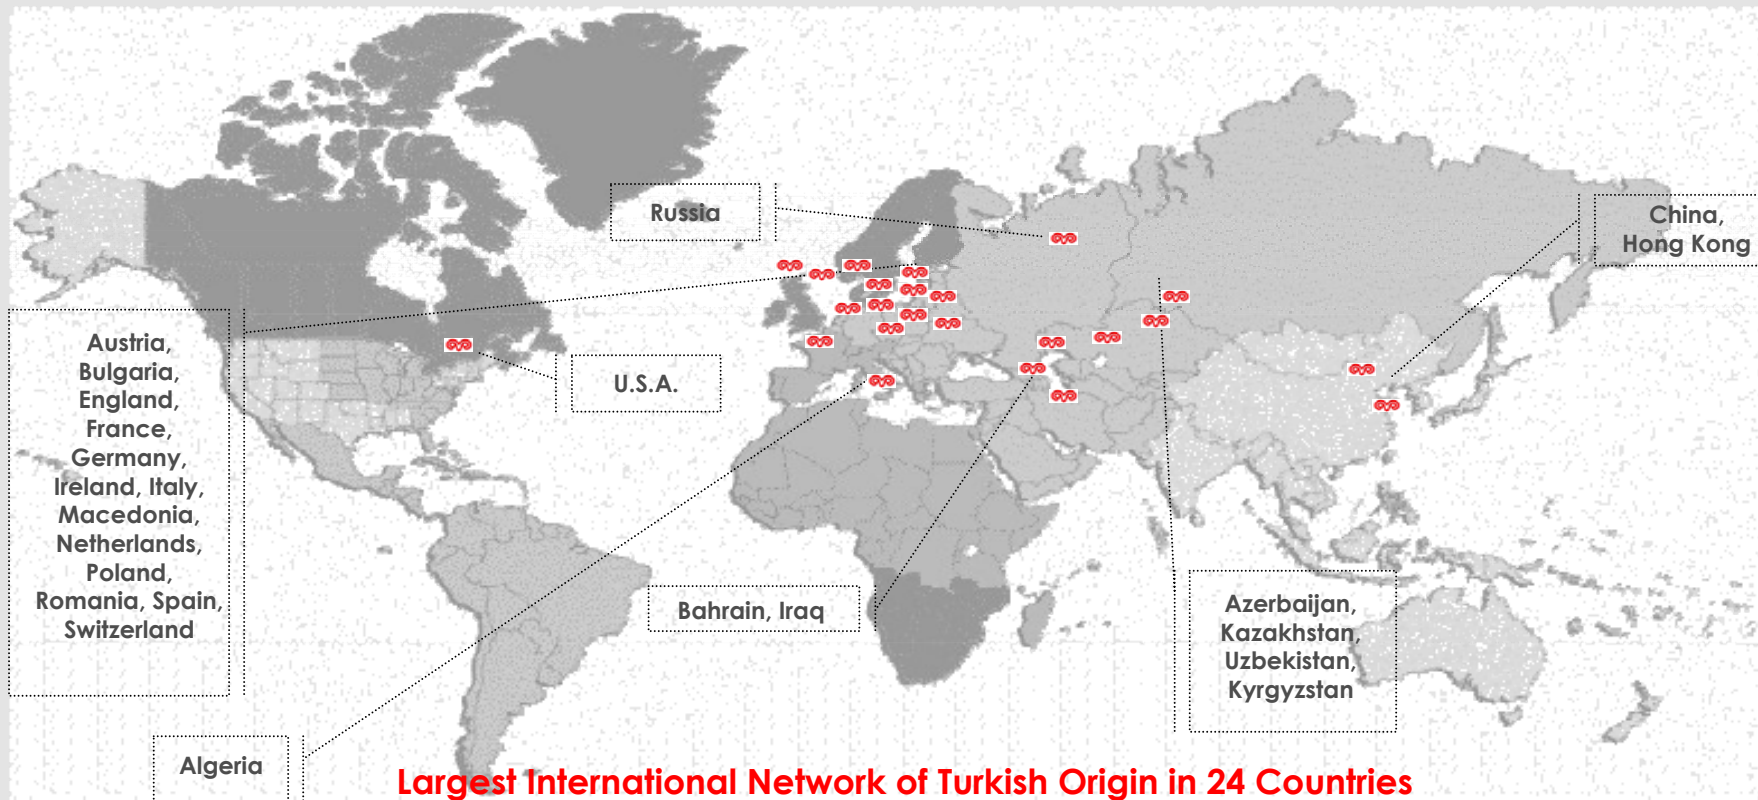 Russia
China,
Hong Kong
Austria,
Bulgaria,
England,
France,
Germany,
Ireland, Italy,
Macedonia,
Netherlands,
Poland,
Romania, Spain,
Switzerland
U.S.A.
Bahrain, Iraq
Azerbaijan,
Kazakhstan,
Uzbekistan,
Kyrgyzstan
Algeria
Largest International Network of Turkish Origin in 24 Countries